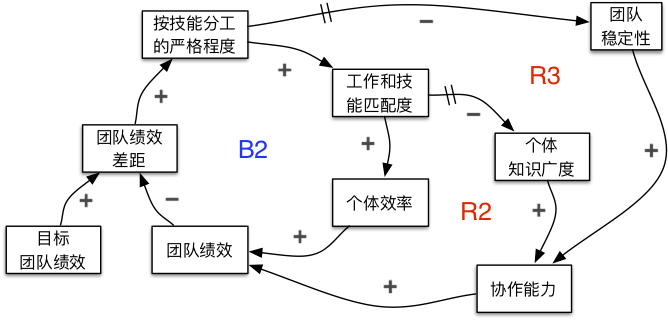 按技能分工
的严格程度
−
团队
稳定性
+
工作和技
能匹配度
R3
+
−
团队绩效
差距
B2
+
个体
知识广度
+
+
−
个体效率
R2
+
目标
团队绩效
团队绩效
+
协作能力
+